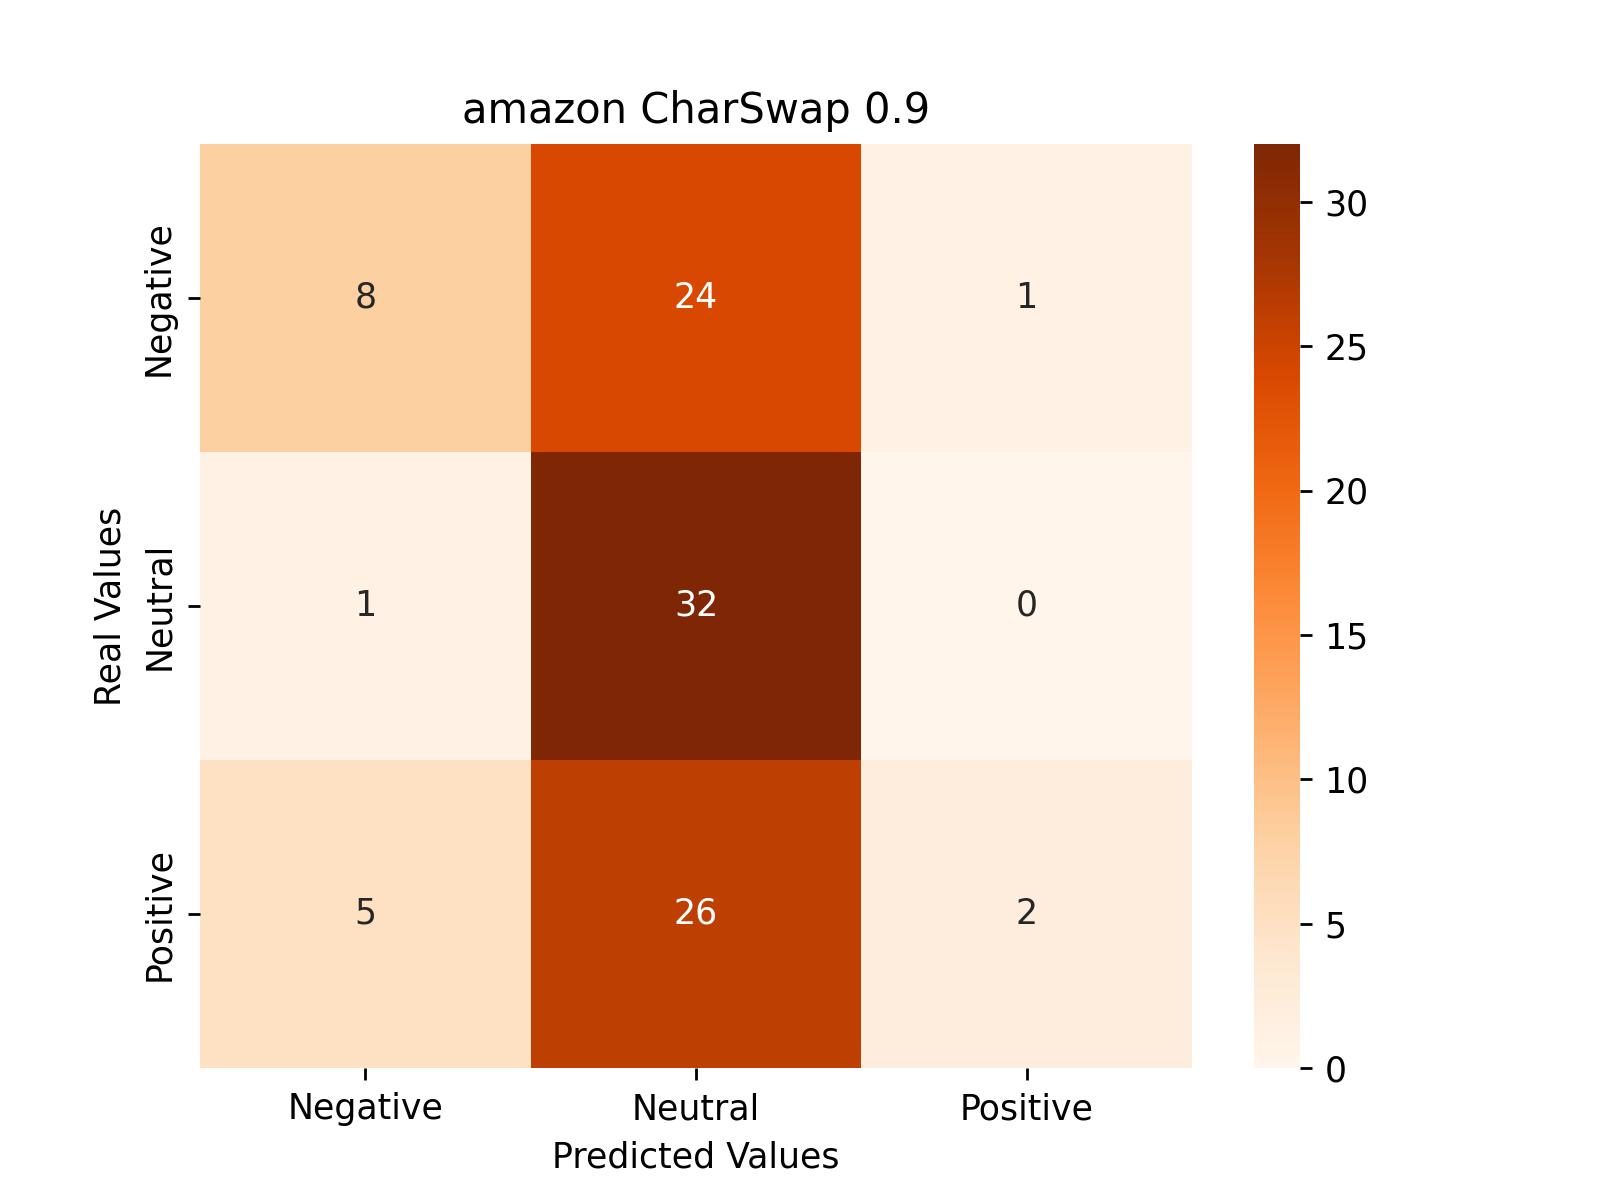 amazon CharSwap 0.9
Real Values
Negative
8 24 1
Neutral
1 32 0
Positive
5 26 2
Negative Neutral Positive
Predicted Values
30
25
20
15
10
5
0